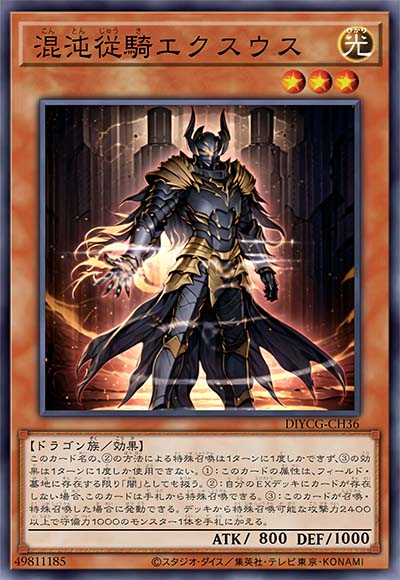 混沌従騎エクスウス
光
DIYCG-CH36
【ドラゴン族／効果】
このカード名の、②の方法による特殊召喚は1ターンに1度しかできず、③の効
果は1ターンに1度しか使用できない。①：このカードの属性は、フィールド・
墓地に存在する限り「闇」としても扱う。②：自分のEXデッキにカードが存在
しない場合、このカードは手札から特殊召喚できる。③：このカードが召喚・
特殊召喚した場合に発動できる。デッキから特殊召喚可能な攻撃力2400
以上で守備力1000のモンスター1体を手札に加える。
ATK/ 800 DEF/1000
49811185
©スタジオ・ダイス／集英社・テレビ東京・KONAMI